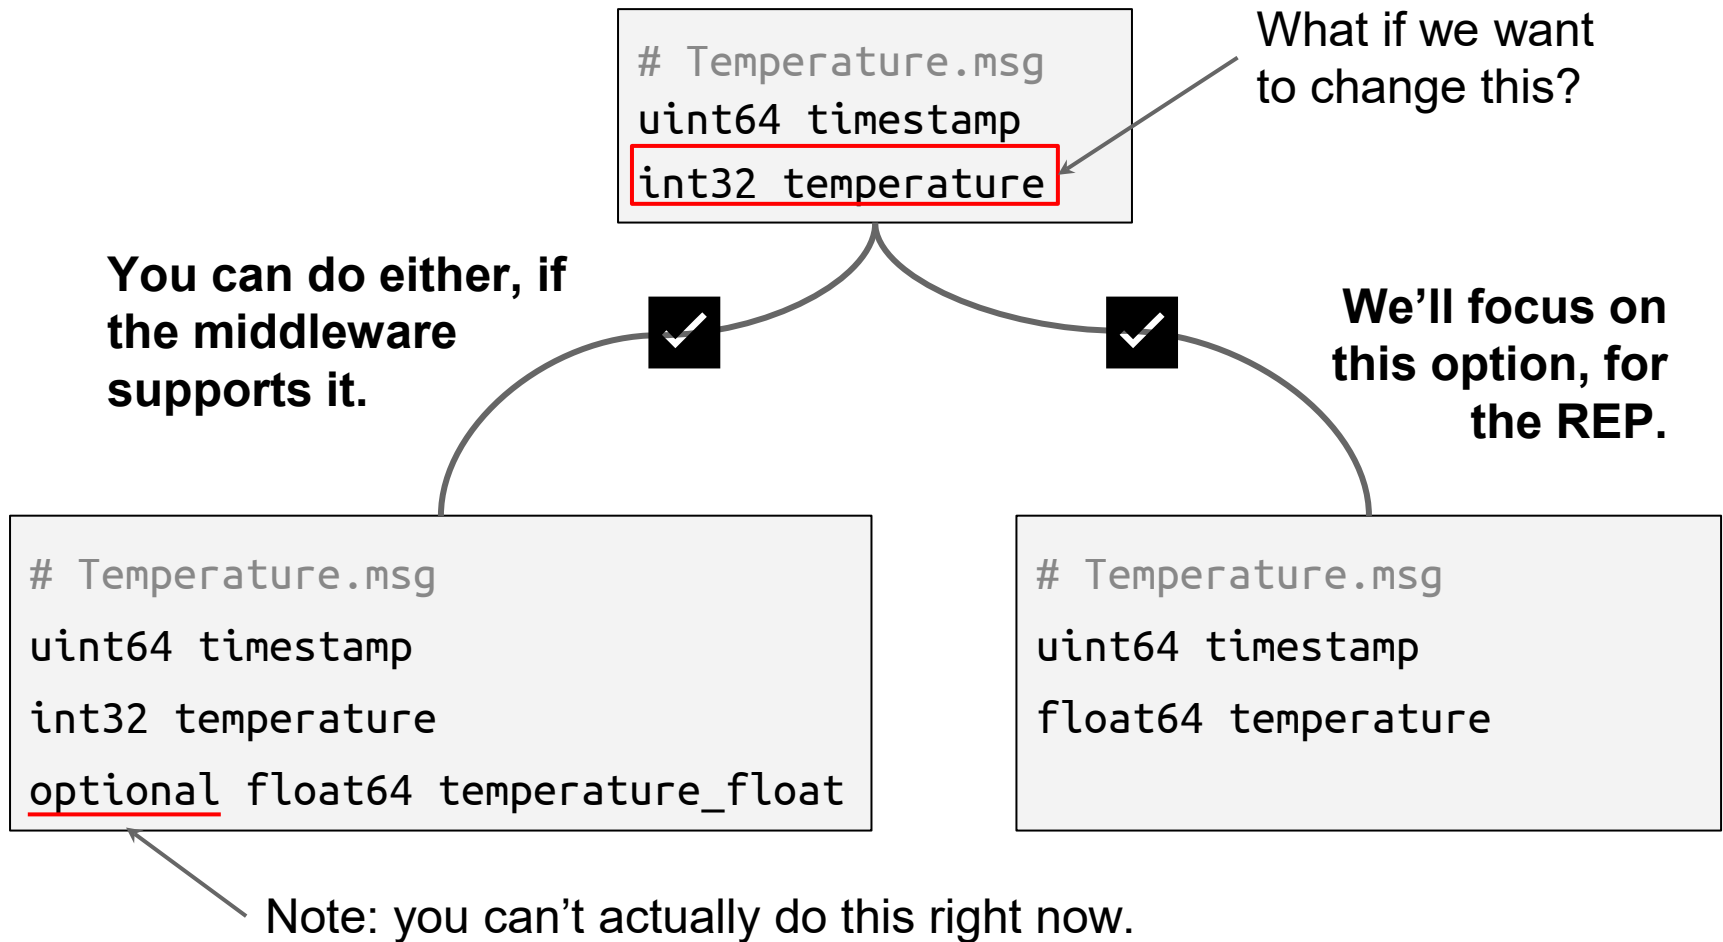 # Temperature.msg
uint64 timestamp
int32 temperature
What if we want
to change this?
You can do either, if
the middleware
supports it.
We’ll focus on
this option, for
the REP.
# Temperature.msg
uint64 timestamp
int32 temperature
optional float64 temperature_float
# Temperature.msg
uint64 timestamp
float64 temperature
Note: you can’t actually do this right now.